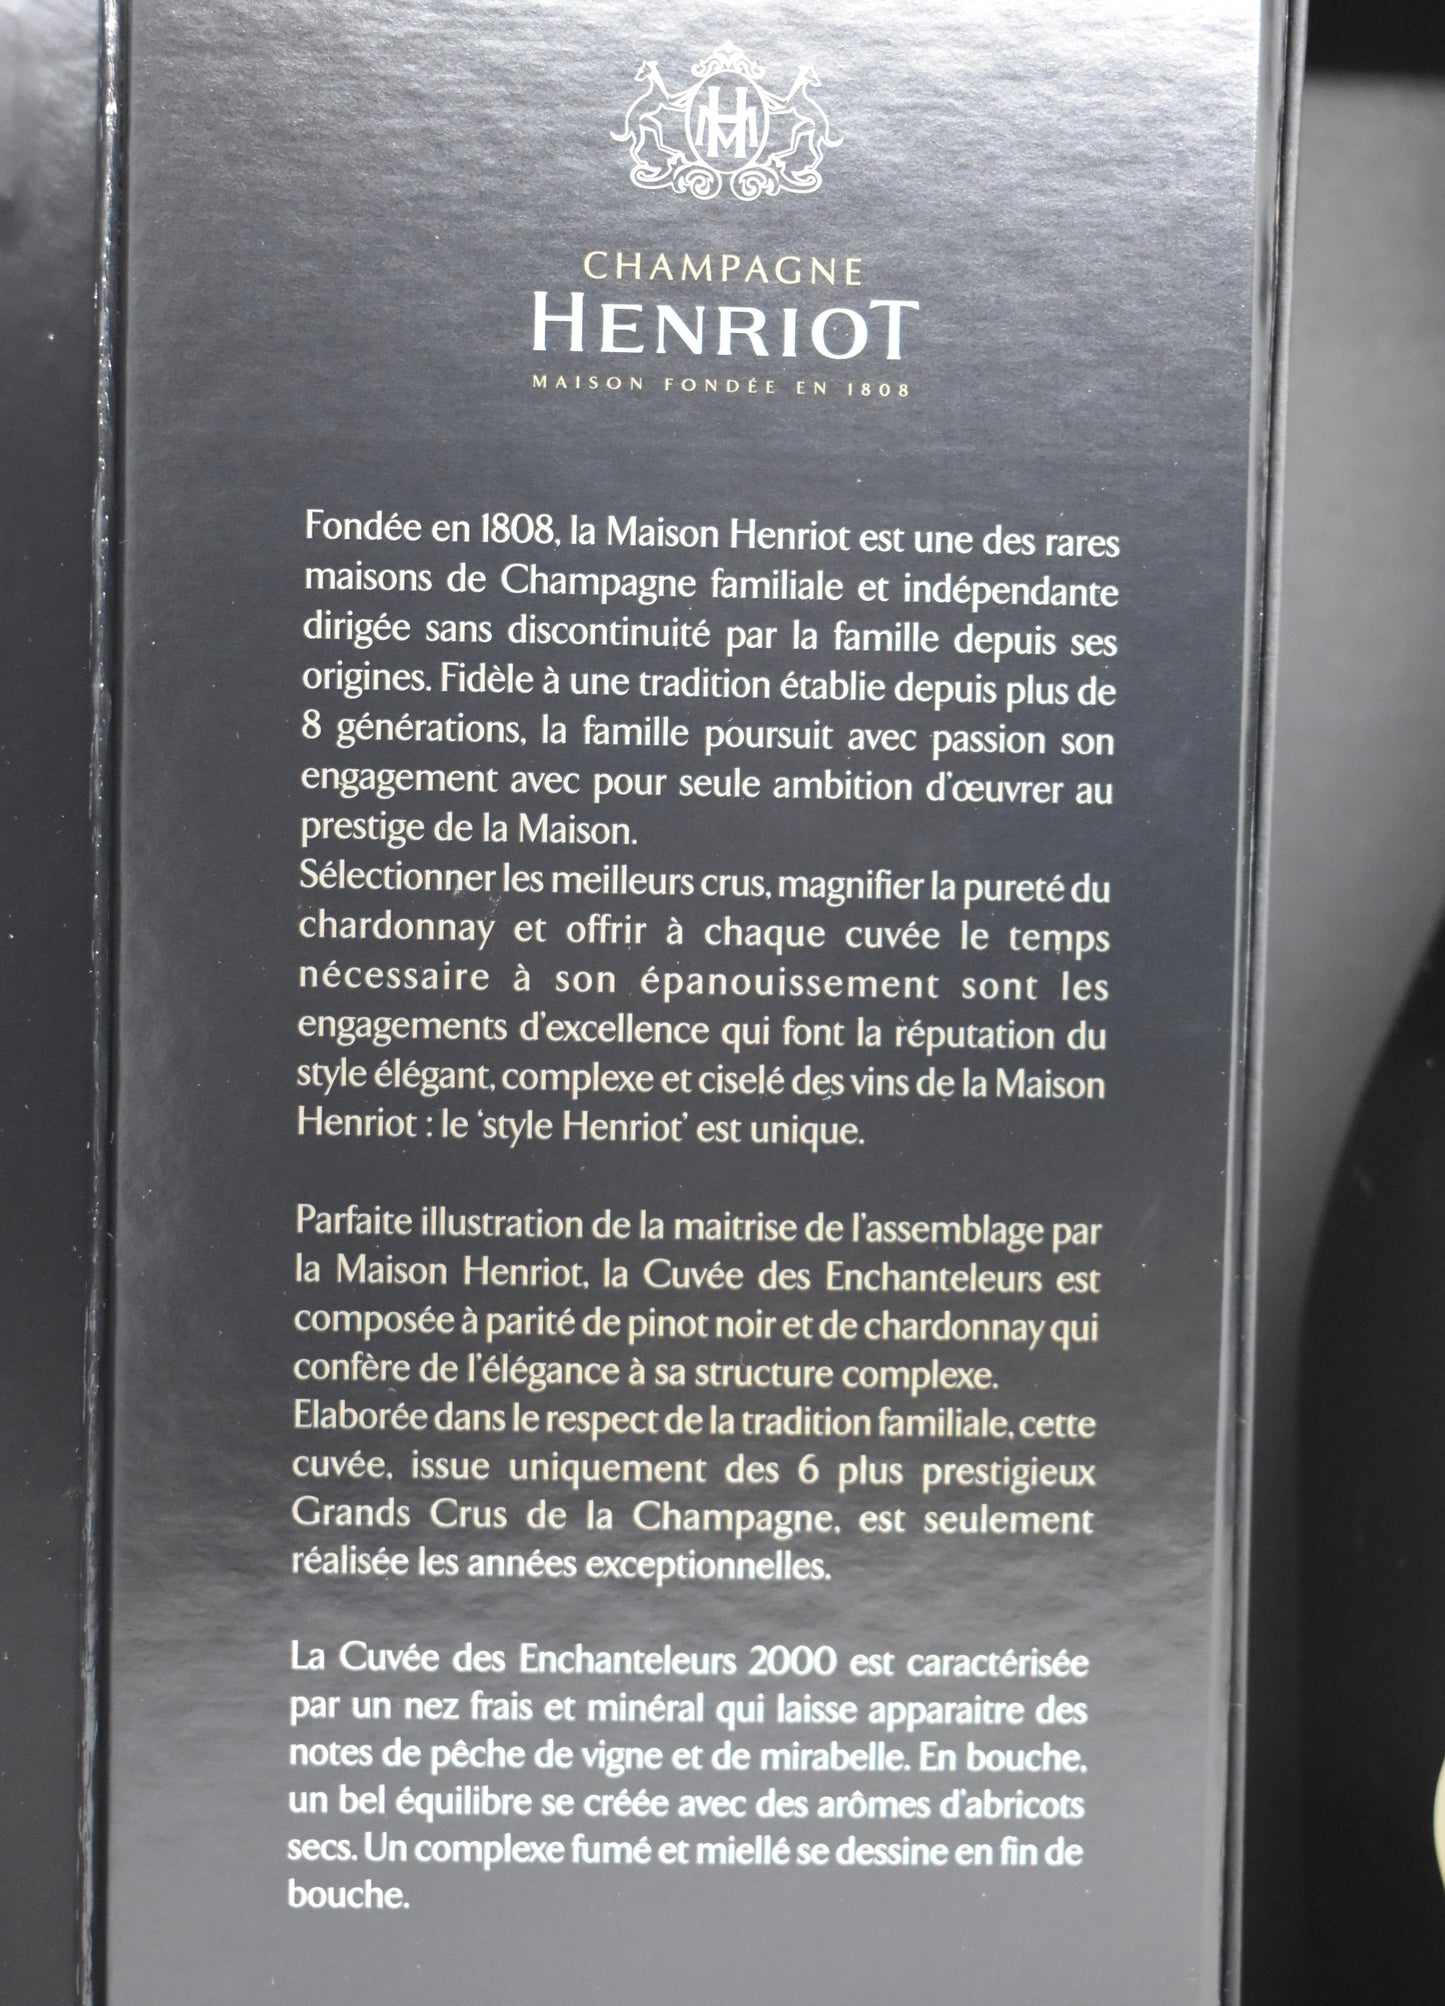 HM
CHAMPAGNE
HENRIOT
MAISON FONDÉE EN 1808
Fondée en 1808, la Maison Henriot est une des rares
maisons de Champagne familiale et indépendante
dirigée sans discontinuité par la famille depuis ses
origines. Fidèle à une tradition établie depuis plus de
8 générations, la famille poursuit avec passion son
engagement avec pour seule ambition d'œuvrer au
prestige de la Maison.
Sélectionner les meilleurs crus, magnifier la pureté du
chardonnay et offrir à chaque cuvée le temps
nécessaire à son épanouissement sont les
engagements d'excellence qui font la réputation du
style élégant, complexe et ciselé des vins de la Maison
Henriot : le ‘style Henriot’ est unique.
Parfaite illustration de la maitrise de l'assemblage par
la Maison Henriot, la Cuvée des Enchanteleurs est
composée à parité de pinot noir et de chardonnay qui
confère de l'élégance à sa structure complexe.
Elaborée dans le respect de la tradition familiale, cette
cuvée, issue uniquement des 6 plus prestigieux
Grands Crus de la Champagne, est seulement
réalisée les années exceptionnelles.
La Cuvée des Enchanteleurs 2000 est caractérisée
par un nez frais et minéral qui laisse apparaitre des
notes de pêche de vigne et de mirabelle. En bouche,
un bel équilibre se créée avec des arômes d'abricots
secs. Un complexe fumé et miellé se dessine en fin de
bouche.